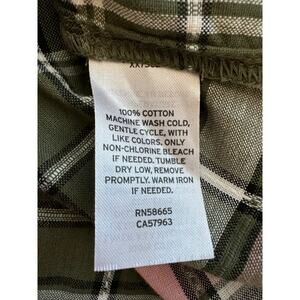 100% COTTON
MACHINE WASH COLD,
GENTLE CYCLE, WITH
LIKE COLORS. ONLY
NON-CHLORINE BLEACH
IF NEEDED. TUMBLE
DRY LOW, REMOVE
PROMPTLY. WARM IRON
IF NEEDED.
RN58665
CA57963